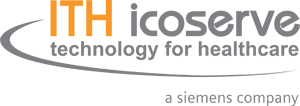 ITH icoserve
technology for healthcare
a siemens company